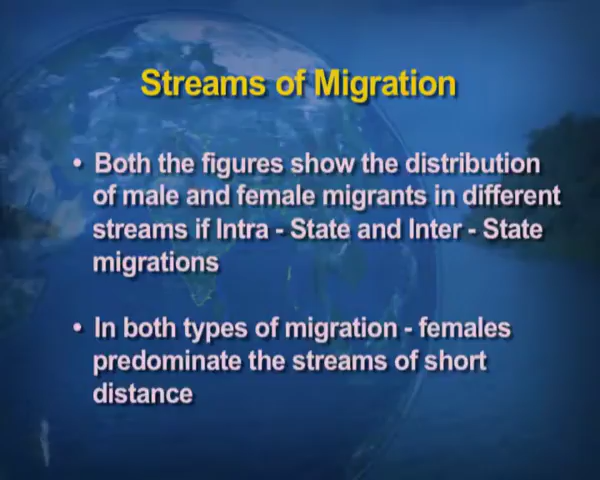 Streams of Migration
• Both the figures show the distribution
of male and female migrants in different
streams if Intra - State and Inter - State
migrations
• In both types of migration - females
predominate the streams of short
distance